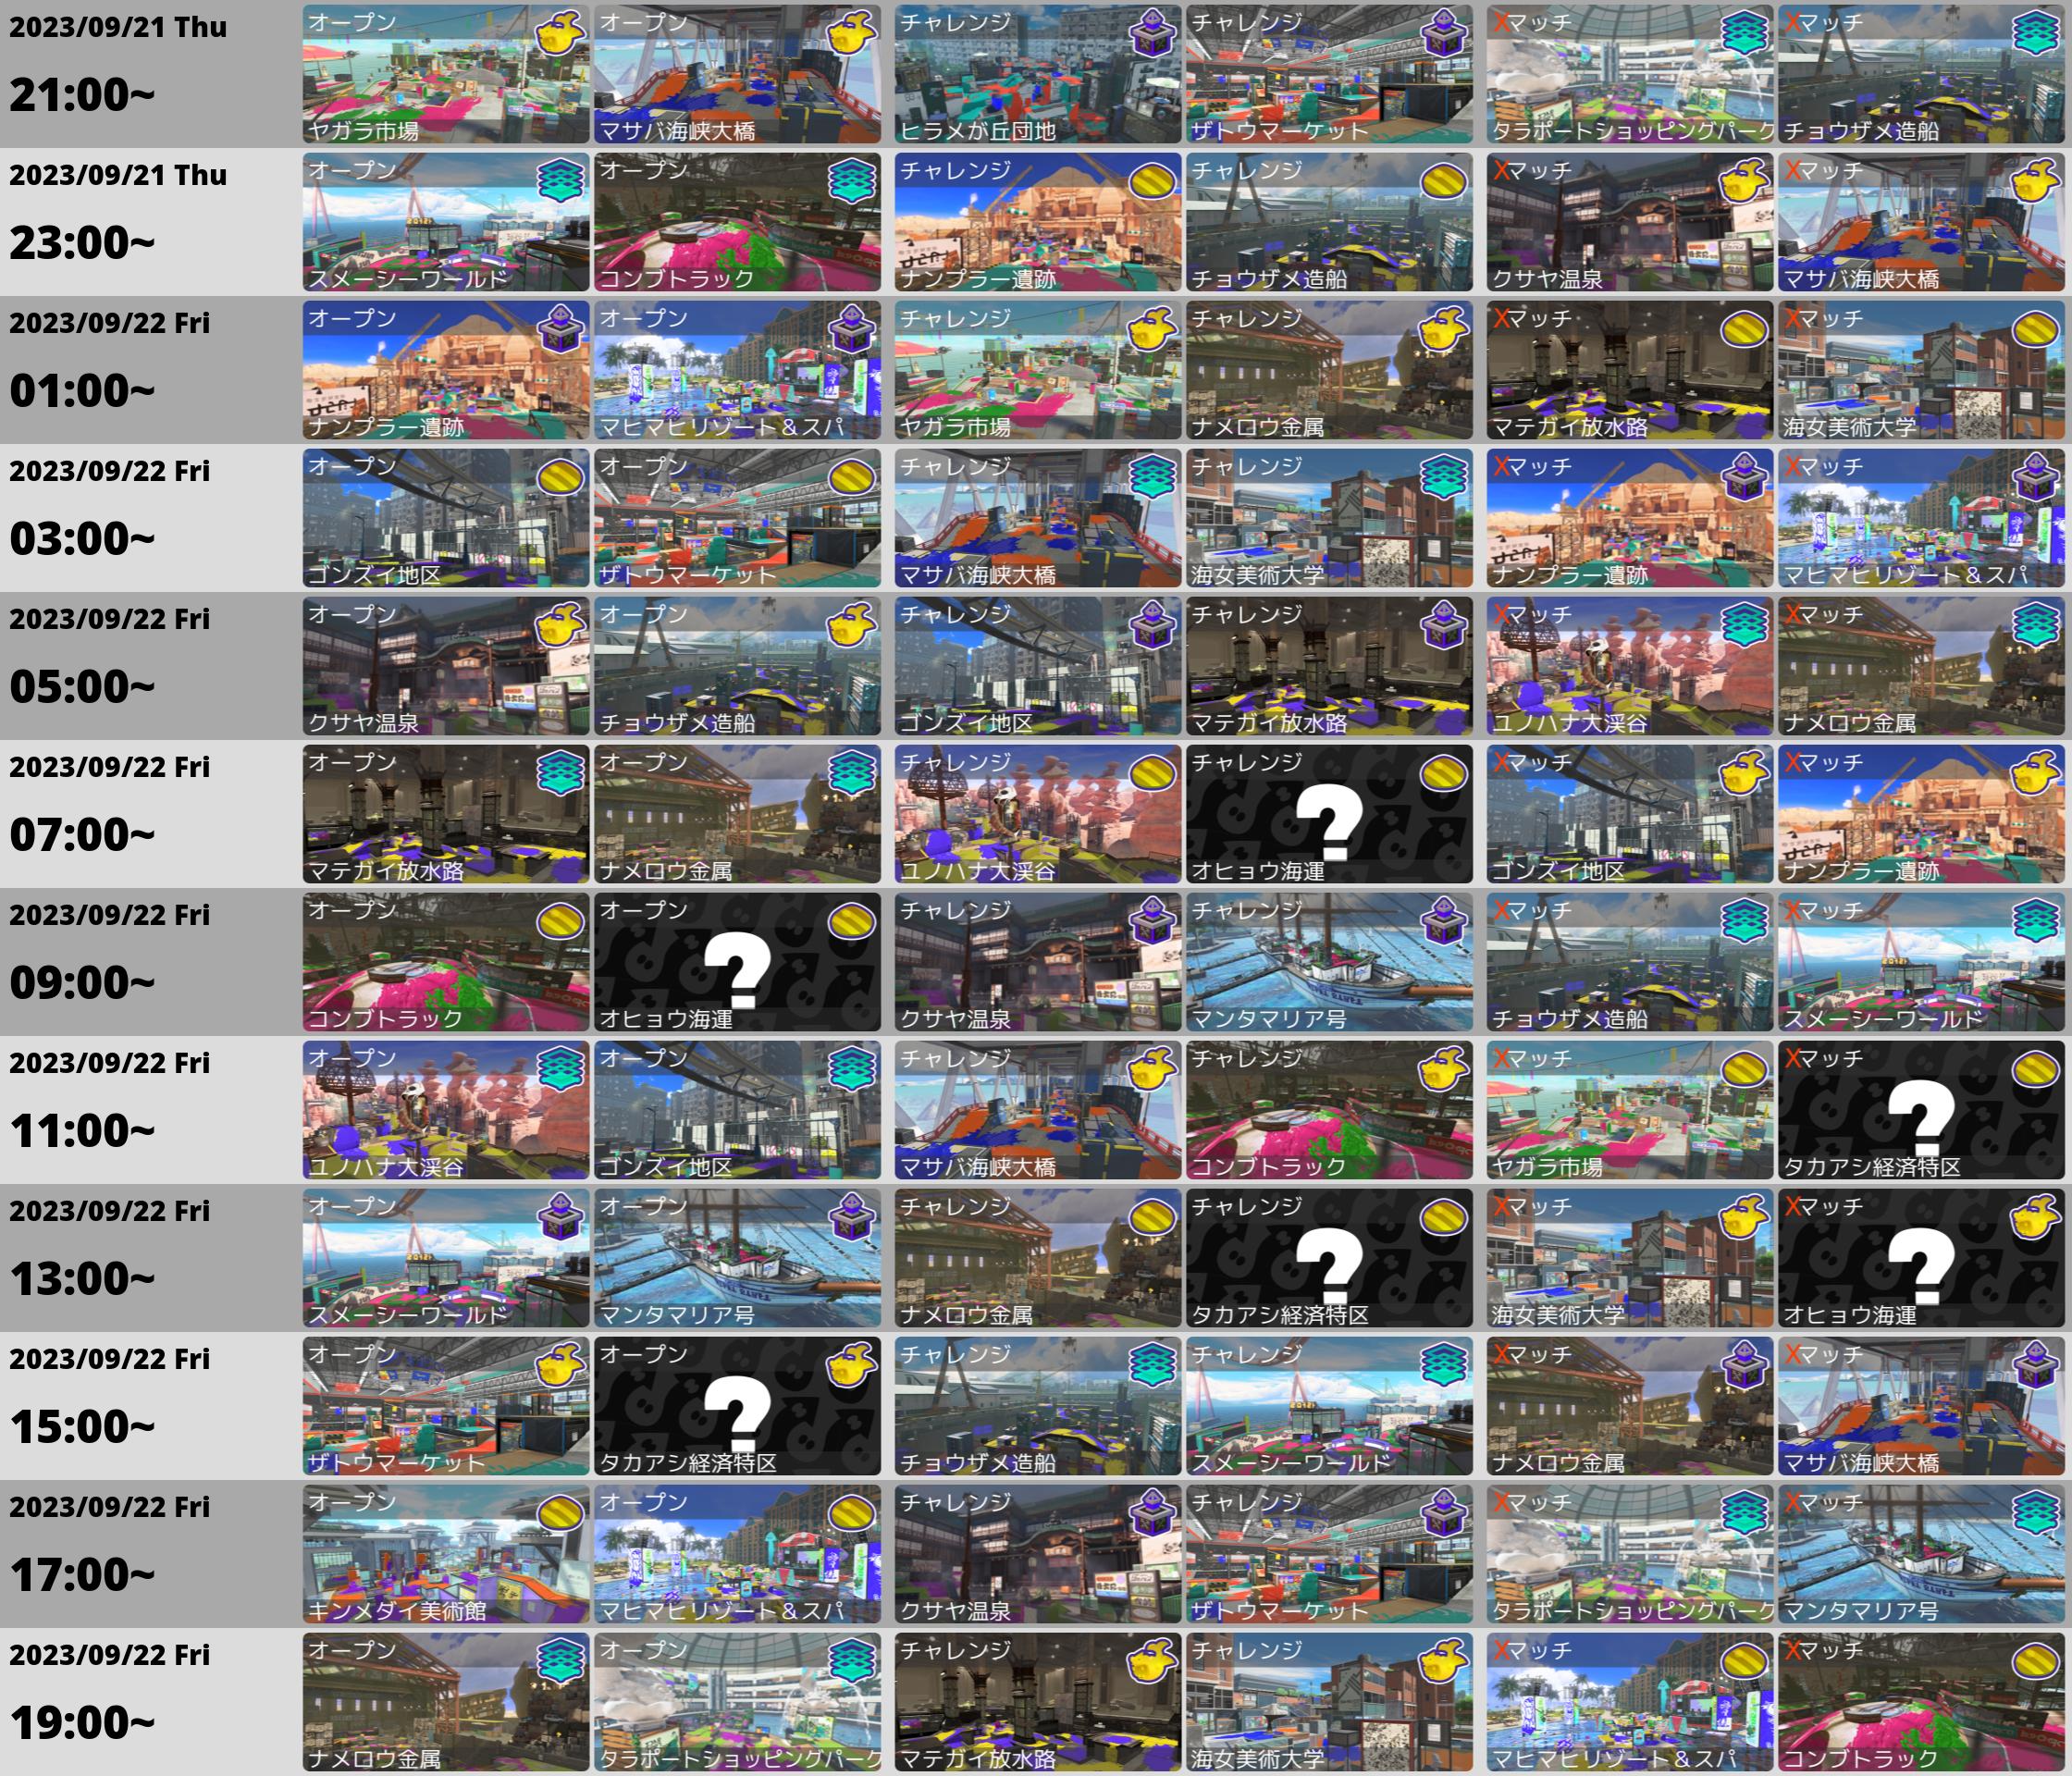 2023/09/21 Thu
21:00~
オープン オープン チャレンジ チャレンジ Xマッチ Xマッチ
ヤガラ市場 マサバ海峡大橋 ヒラメが丘団地 ザトウマーケット タラポートショッピングパーク チョウザメ造船
2023/09/21 Thu
23:00~
オープン オープン チャレンジ チャレンジ Xマッチ Xマッチ
スメーシーワールド コンブトラック ナンプラー遺跡 チョウザメ造船 クサヤ温泉 マサバ海峡大橋
2023/09/22 Fri
01:00~
オープン オープン チャレンジ チャレンジ Xマッチ Xマッチ
ナンプラー遺跡 マヒマヒリゾート＆スパ ヤガラ市場 ナメロウ金属 マテガイ放水路 海女美術大学
2023/09/22 Fri
03:00~
オープン オープン チャレンジ チャレンジ Xマッチ Xマッチ
ゴンズイ地区 ザトウマーケット マサバ海峡大橋 海女美術大学 ナンプラー遺跡 マヒマヒリゾート＆スパ
2023/09/22 Fri
05:00~
オープン オープン チャレンジ チャレンジ Xマッチ Xマッチ
クサヤ温泉 チョウザメ造船 ゴンズイ地区 マテガイ放水路 ユノハナ大渓谷 ナメロウ金属
2023/09/22 Fri
07:00~
オープン オープン チャレンジ チャレンジ Xマッチ Xマッチ
?
マテガイ放水路 ナメロウ金属 ユノハナ大渓谷 オヒョウ海運 ゴンズイ地区 ナンプラー遺跡
2023/09/22 Fri
09:00~
オープン オープン チャレンジ チャレンジ Xマッチ Xマッチ
?
コンブトラック オヒョウ海運 クサヤ温泉 マンタマリア号 チョウザメ造船 スメーシーワールド
2023/09/22 Fri
11:00~
オープン オープン チャレンジ チャレンジ Xマッチ Xマッチ
?
ユノハナ大渓谷 ゴンズイ地区 マサバ海峡大橋 コンブトラック ヤガラ市場 タカアシ経済特区
2023/09/22 Fri
13:00~
オープン オープン チャレンジ チャレンジ Xマッチ Xマッチ
? ?
スメーシーワールド マンタマリア号 ナメロウ金属 タカアシ経済特区 海女美術大学 オヒョウ海運
2023/09/22 Fri
15:00~
オープン オープン チャレンジ チャレンジ Xマッチ Xマッチ
?
ザトウマーケット タカアシ経済特区 チョウザメ造船 スメーシーワールド ナメロウ金属 マサバ海峡大橋
2023/09/22 Fri
17:00~
オープン オープン チャレンジ チャレンジ Xマッチ Xマッチ
キンメダイ美術館 マヒマヒリゾート＆スパ クサヤ温泉 ザトウマーケット タラポートショッピングパーク マンタマリア号
2023/09/22 Fri
19:00~
オープン オープン チャレンジ チャレンジ Xマッチ Xマッチ
ナメロウ金属 タラポートショッピングパーク マテガイ放水路 海女美術大学 マヒマヒリゾート＆スパ コンブトラック